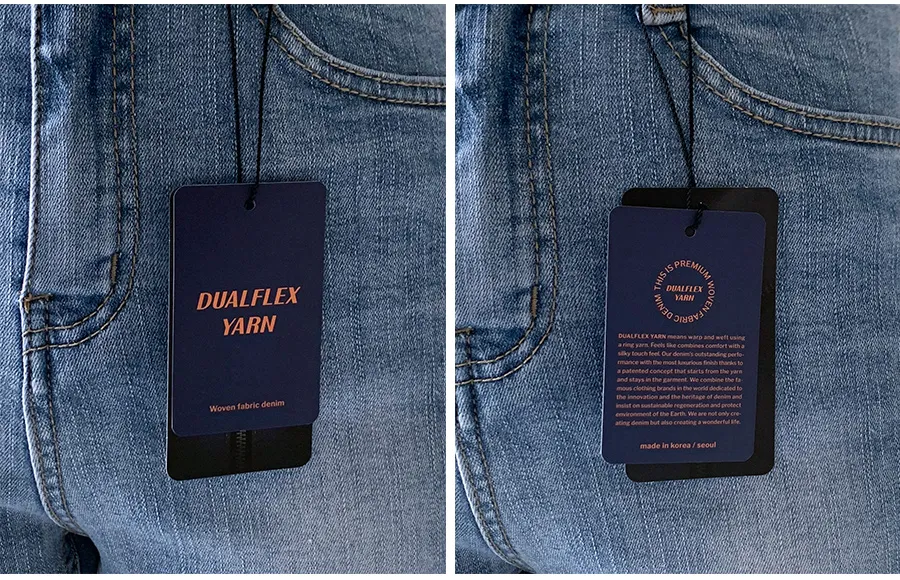 DUALFLEX
YARN
Woven fabric denim
THIS IS PREMIUM WOVEN FABRIC DENIM
DUALFLEX
YARN
DUALFLEX YARN means warp and weft using
a ring yarn. Feels like combines comfort with a
silky touch feel. Our denim's outstanding perfo-
rmance with the most luxurious finish thanks to
a patented concept that starts from the yarn
and stays in the garment. We combine the fa-
mous clothing brands in the world dedicated to
the innovation and the heritage of denim and
insist on sustainable regeneration and protect
environment of the Earth. We are not only cre-
ating denim but also creating a wonderful life.
made in korea / seoul